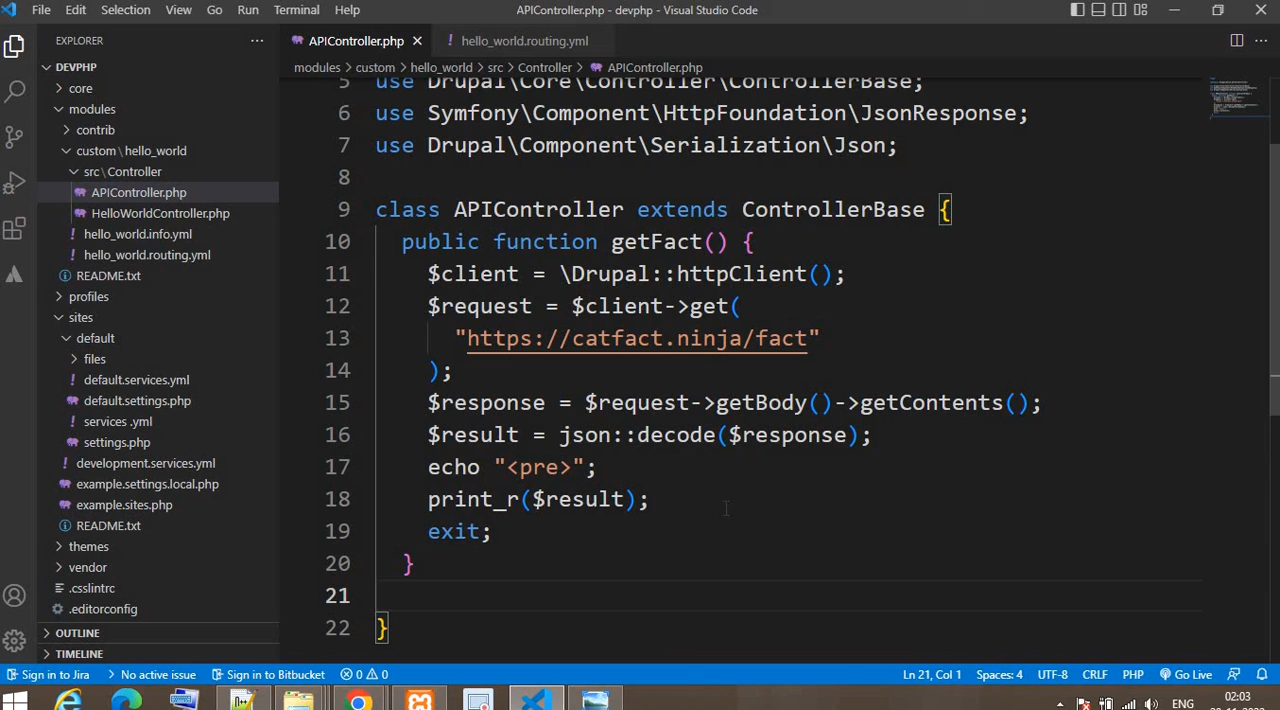 File Edit Selection View Go Run Terminal Help APIController.php - devphp - Visual Studio Code
EXPLORER
DEVPHP
core
modules
contrib
custom\hello_world
src\Controller
APIController.php
HelloWorldController.php
hello_world.info.yml
hello_world.routing.yml
README.txt
profiles
sites
default
files
default.services.yml
default.settings.php
services .yml
settings.php
development.services.yml
example.settings.local.php
example.sites.php
README.txt
themes
vendor
.csslintrc
.editorconfig
OUTLINE
TIMELINE
APIController.php hello_world.routing.yml
modules > custom > hello_world > src > Controller > APIController.php
5 use Drupal\Core\Controller\ControllerBase;
6 use Symfony\Component\HttpFoundation\JsonResponse;
7 use Drupal\Component\Serialization\Json;
8
9 class APIController extends ControllerBase {
10 public function getFact() {
11 $client = \Drupal::httpClient();
12 $request = $client->get(
13 "https://catfact.ninja/fact"
14 );
15 $response = $request->getBody()->getContents();
16 $result = json::decode($response);
17 echo "<pre>";
18 print_r($result);
19 exit;
20 }
21
22 }
Sign in to Jira No active issue Sign in to Bitbucket 0 0 Ln 21, Col 1 Spaces: 4 UTF-8 CRLF PHP Go Live
ENG 02:03